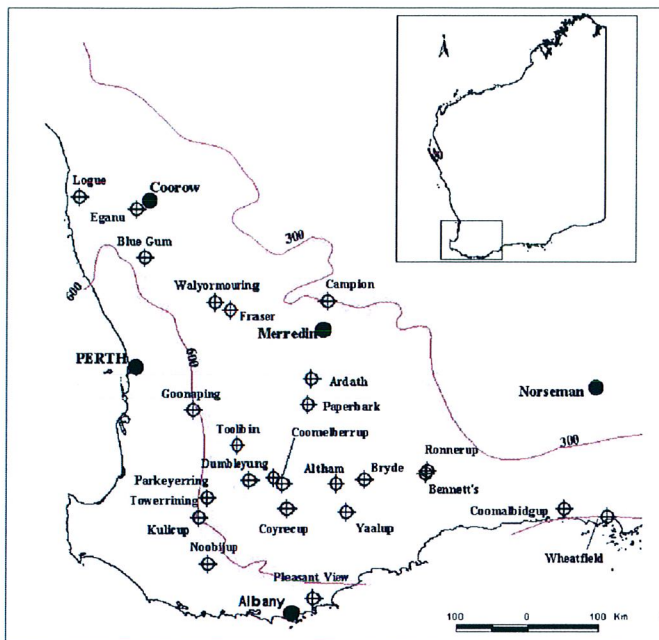 Logue
Coorow
Eganu
Blue Gum
300
600
Walyormouring
Campion
Fraser
Merredin
PERTH
600
Ardath
Norseman
Goonaping
Paperbark
Toolibin
Coomelberrup
300
Ronnerup
Dumbleyung
Altham
Bryde
Parkeyerring
Bennett's
Towerrining
Coomalbidgup
Kulicup
Coyrecup
Yaalup
Noobijup
Wheatfield
Pleasant View
Albany
100 0 100 Km